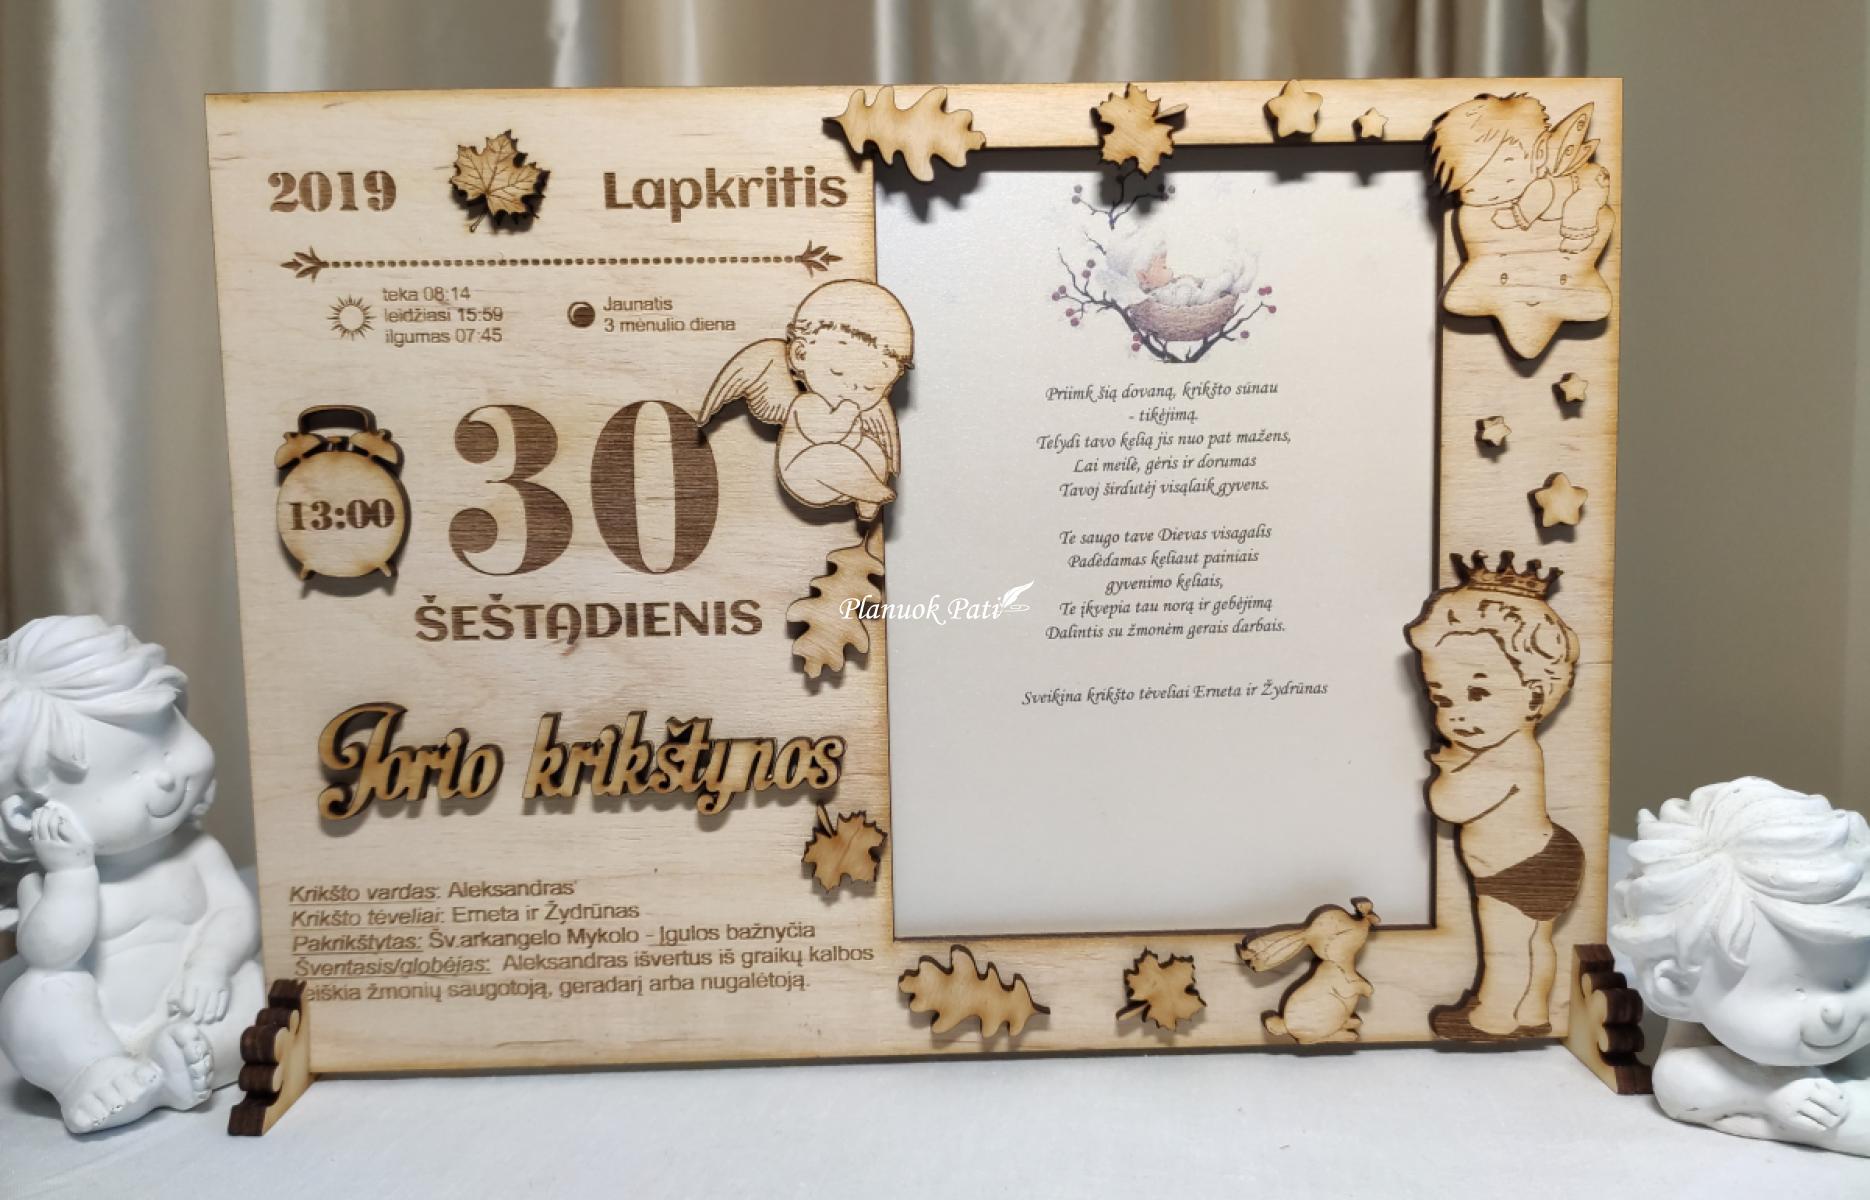 2019 Lapkritis
teka 08:14
leidžiasi 15:59
ilgumas 07:45
Jaunatis
3 mėnulio diena
13:00
30
ŠEŠTĄDIENIS
Jorio krikštynos
Krikšto vardas: Aleksandras
Krikšto tėveliai: Erneta ir Žydrūnas
Pakrikštytas: Šv.arkangelo Mykolo - Įgulos bažnyčia
Šventasis/globėjas: Aleksandras išvertus iš graikų kalbos
reiškia žmonių saugotoją, geradarį arba nugalėtoją.
Priimk šią dovaną, krikšto sūnau
- tikėjimą.
Telydi tavo kelią jis nuo pat mažens,
Lai meilė, gėris ir dorumas
Tavoj širdutėj visąlaik gyvens.
Te saugo tave Dievas visagalis
Padėdamas keliaut painiais
gyvenimo keliais,
Te įkvepia tau norą ir gebėjimą
Dalintis su žmonėm gerais darbais.
Sveikina krikšto tėveliai Erneta ir Žydrūnas
Planuok Pati